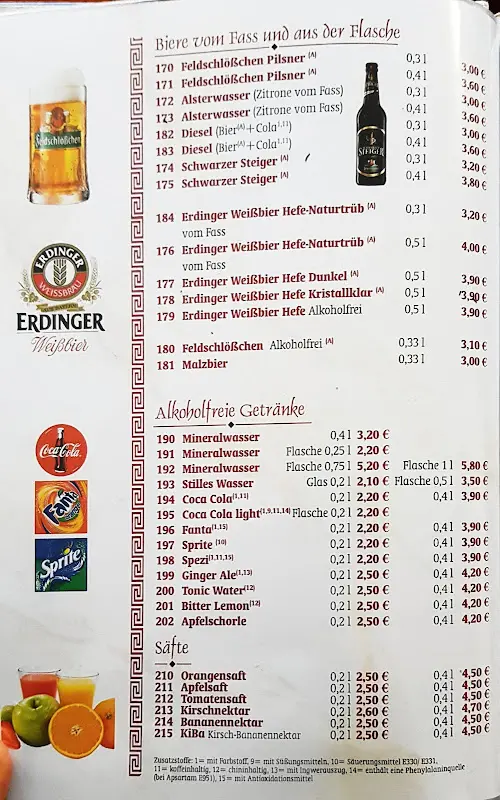 Biere vom Fass und aus der Flasche
170 Feldschlößchen Pilsner (A) 0,3 l 3,00 €
171 Feldschlößchen Pilsner (A) 0,4 l 3,60 €
172 Alsterwasser (Zitrone vom Fass) 0,3 l 3,00 €
173 Alsterwasser (Zitrone vom Fass) 0,4 l 3,60 €
182 Diesel (Bier(A)+Cola1,11) 0,3 l 3,00 €
183 Diesel (Bier(A)+Cola1,11) 0,4 l 3,60 €
174 Schwarzer Steiger (A) 0,3 l 3,20 €
175 Schwarzer Steiger (A) 0,4 l 3,80 €
STEIGER
Feldschlößchen
184 Erdinger Weißbier Hefe-Naturtrüb (A) 0,3 l 3,20 €
vom Fass
176 Erdinger Weißbier Hefe-Naturtrüb (A) 0,5 l 4,00 €
vom Fass
177 Erdinger Weißbier Hefe Dunkel (A) 0,5 l 3,90 €
178 Erdinger Weißbier Hefe Kristallklar (A) 0,5 l 3,90 €
179 Erdinger Weißbier Hefe Alkoholfrei 0,5 l 3,90 €
ERDINGER
WEISSBRÄU
ERDINGER
Weißbier
180 Feldschlößchen Alkoholfrei (A) 0,33 l 3,10 €
181 Malzbier 0,33 l 3,00 €
Alkoholfreie Getränke
190 Mineralwasser 0,4 l 3,20 €
191 Mineralwasser Flasche 0,25 l 2,20 €
192 Mineralwasser Flasche 0,75 l 5,20 € Flasche 1 l 5,80 €
193 Stilles Wasser Glas 0,2 l 2,10 € Flasche 0,5 l 3,50 €
194 Coca Cola(1,11) 0,2 l 2,20 € 0,4 l 3,90 €
195 Coca Cola light(1,9,11,14) Flasche 0,2 l 2,20 €
196 Fanta(1,15) 0,2 l 2,20 € 0,4 l 3,90 €
197 Sprite (10) 0,2 l 2,20 € 0,4 l 3,90 €
198 Spezi(1,11,15) 0,2 l 2,20 € 0,4 l 3,90 €
199 Ginger Ale(1,13) 0,2 l 2,50 € 0,4 l 4,20 €
200 Tonic Water(12) 0,2 l 2,50 € 0,4 l 4,20 €
201 Bitter Lemon(12) 0,2 l 2,50 € 0,4 l 4,20 €
202 Apfelschorle 0,2 l 2,50 € 0,4 l 4,20 €
Coca-Cola
Fanta
Sprite
Säfte
210 Orangensaft 0,2 l 2,50 € 0,4 l 4,50 €
211 Apfelsaft 0,2 l 2,50 € 0,4 l 4,50 €
212 Tomatensaft 0,2 l 2,50 € 0,4 l 4,50 €
213 Kirschnektar 0,2 l 2,60 € 0,4 l 4,70 €
214 Bananennektar 0,2 l 2,50 € 0,4 l 4,50 €
215 KiBa Kirsch-Bananennektar 0,2 l 2,50 € 0,4 l 4,50 €
Zusatzstoffe: 1= mit Farbstoff, 9= mit Süßungsmitteln, 10= Säuerungsmittel E330/ E331,
11= koffeinhaltig, 12= chininhaltig, 13= mit Ingwerauszug, 14= enthält eine Phenylalaninquelle
(bei Apsartam E951), 15= mit Antioxidationsmittel